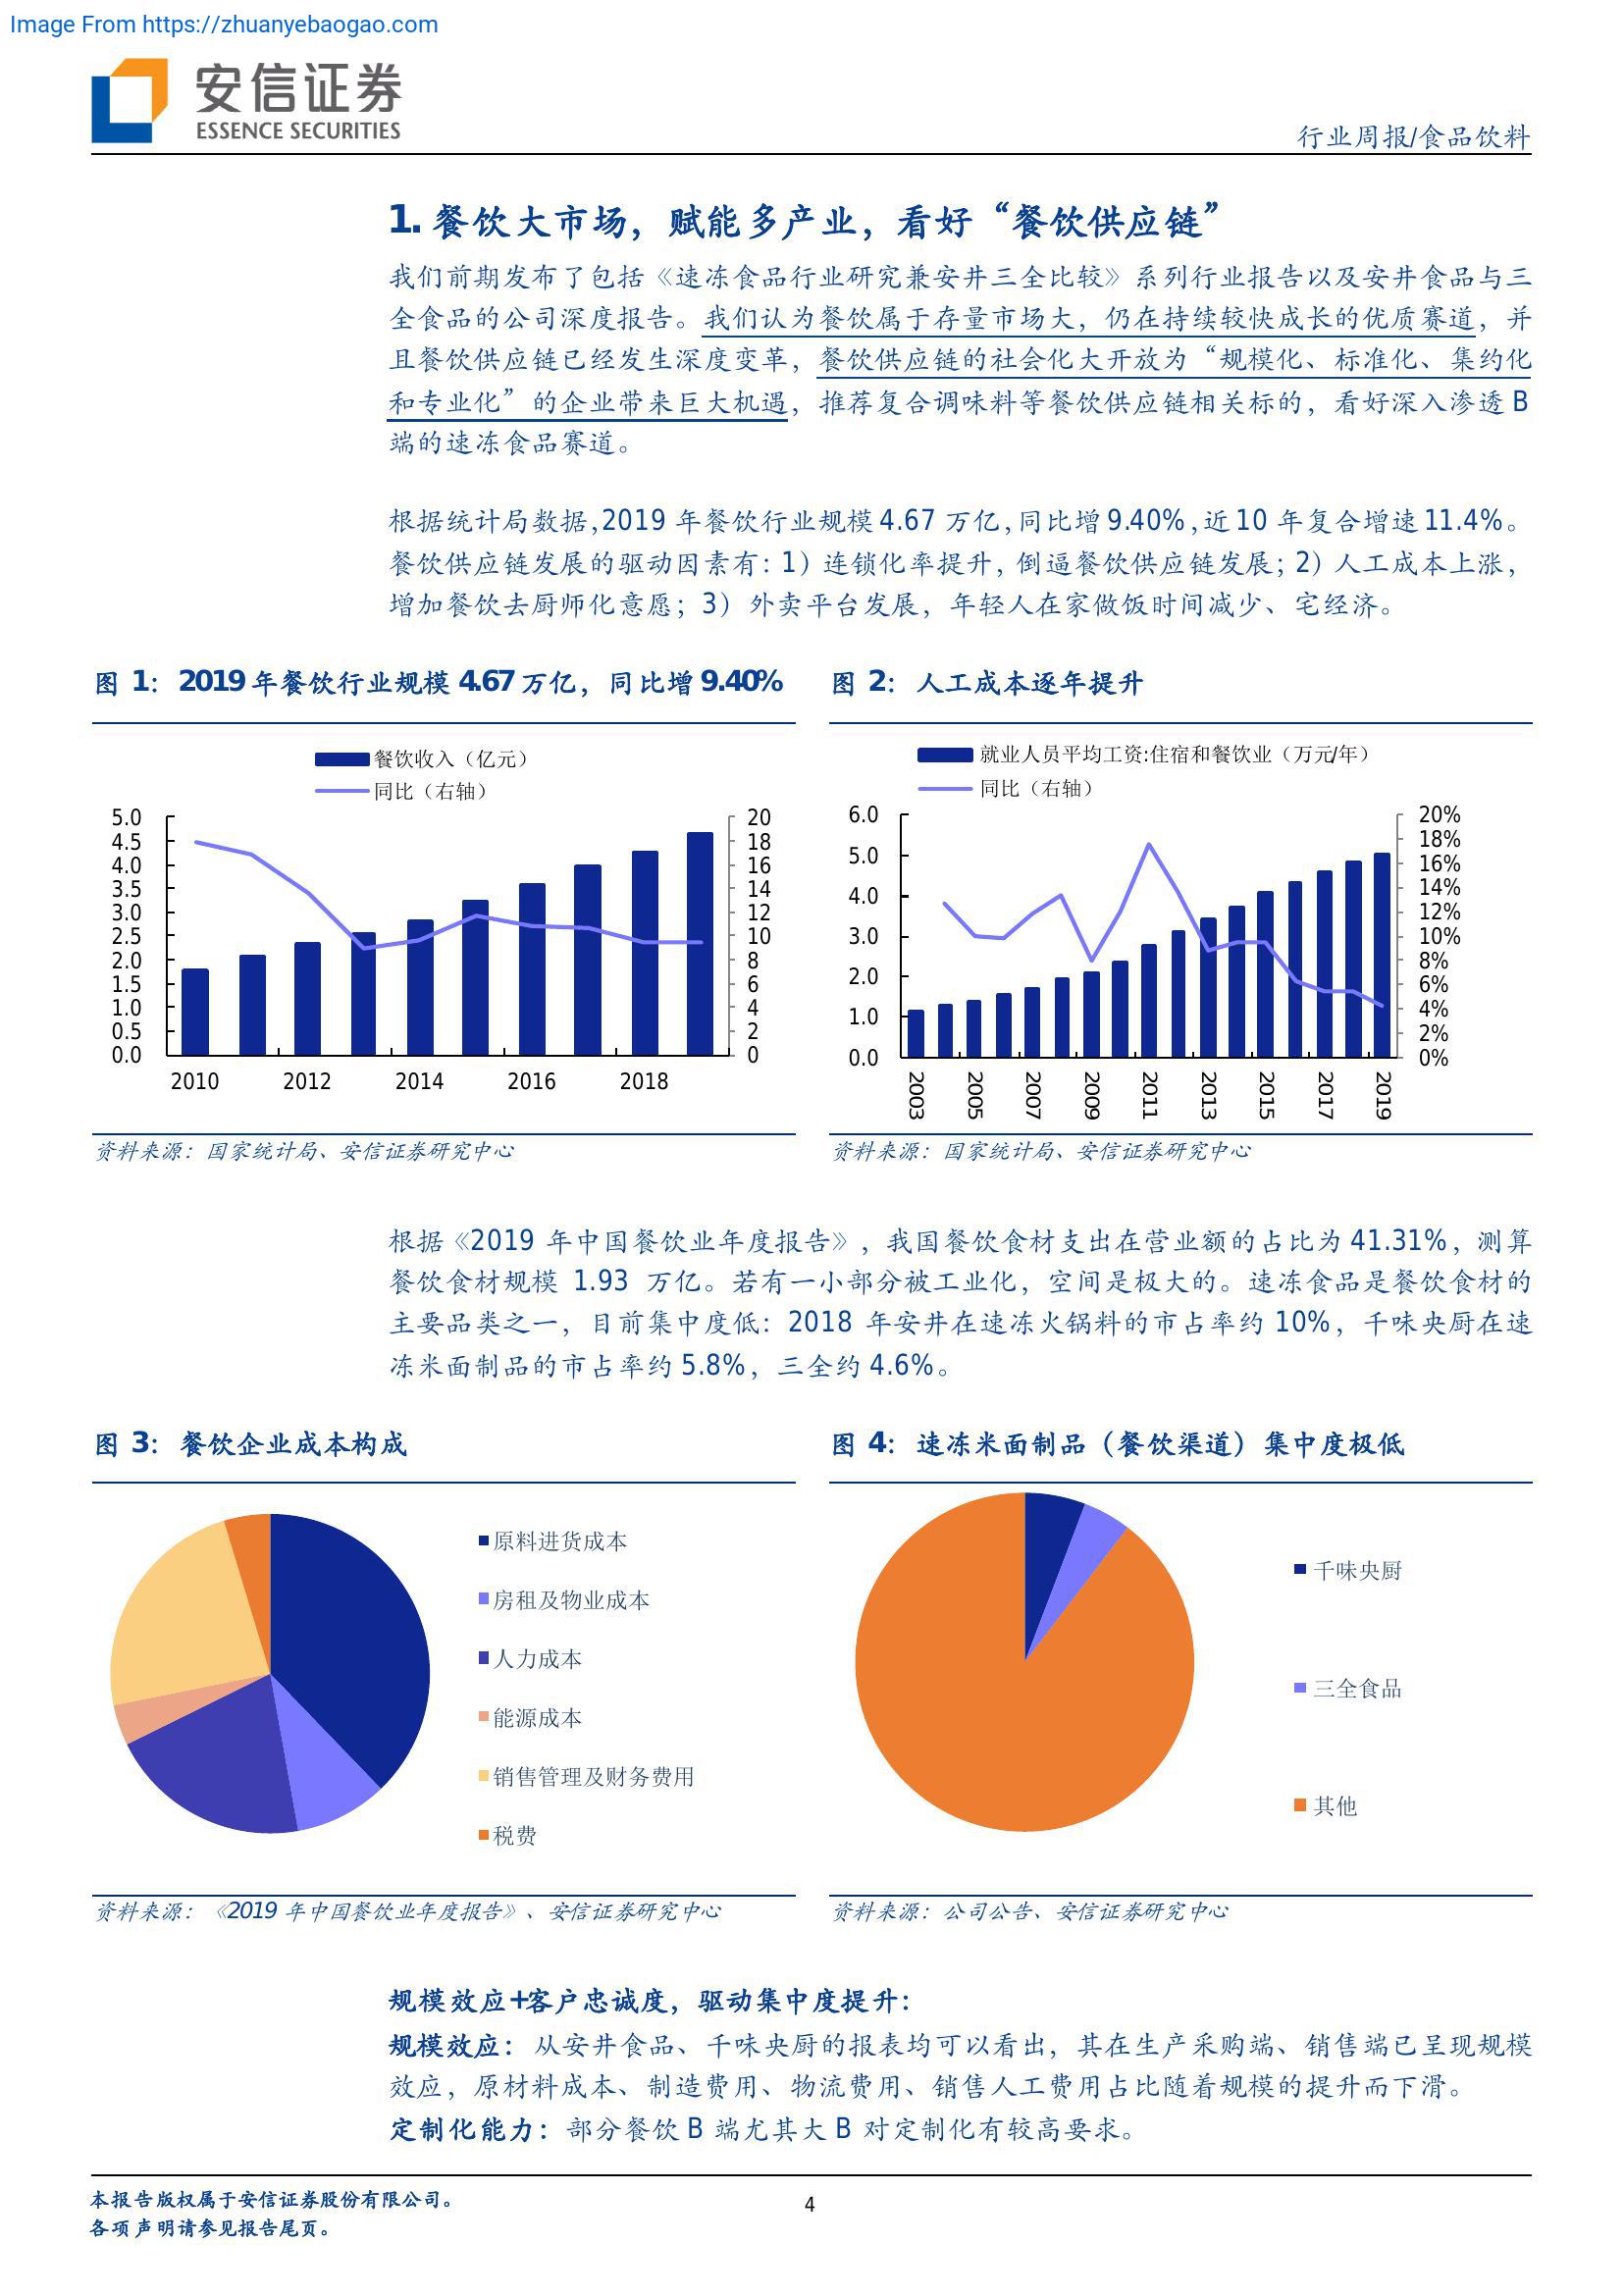 Image From https://zhuanyebaogao.com
安信证券
ESSENCE SECURITIES
行业周报/食品饮料
1. 餐饮大市场，赋能多产业，看好“餐饮供应链”
我们前期发布了包括《速冻食品行业研究兼安井三全比较》系列行业报告以及安井食品与三
全食品的公司深度报告。我们认为餐饮属于存量市场大，仍在持续较快成长的优质赛道，并
且餐饮供应链已经发生深度变革，餐饮供应链的社会化大开放为“规模化、标准化、集约化
和专业化”的企业带来巨大机遇，推荐复合调味料等餐饮供应链相关标的，看好深入渗透 B
端的速冻食品赛道。
根据统计局数据，2019 年餐饮行业规模 4.67 万亿，同比增 9.40%，近 10 年复合增速 11.4%。
餐饮供应链发展的驱动因素有：1）连锁化率提升，倒逼餐饮供应链发展；2）人工成本上涨，
增加餐饮去厨师化意愿；3）外卖平台发展，年轻人在家做饭时间减少、宅经济。
图 1：2019 年餐饮行业规模 4.67 万亿，同比增 9.40%
图 2：人工成本逐年提升
餐饮收入（亿元）
同比（右轴）
5.0
4.5
4.0
3.5
3.0
2.5
2.0
1.5
1.0
0.5
0.0
20
18
16
14
12
10
8
6
4
2
0
2010 2012 2014 2016 2018
就业人员平均工资:住宿和餐饮业（万元/年）
同比（右轴）
6.0
5.0
4.0
3.0
2.0
1.0
0.0
20%
18%
16%
14%
12%
10%
8%
6%
4%
2%
0%
2003 2005 2007 2009 2011 2013 2015 2017 2019
资料来源：国家统计局、安信证券研究中心
资料来源：国家统计局、安信证券研究中心
根据《2019 年中国餐饮业年度报告》，我国餐饮食材支出在营业额的占比为 41.31%，测算
餐饮食材规模 1.93 万亿。若有一小部分被工业化，空间是极大的。速冻食品是餐饮食材的
主要品类之一，目前集中度低：2018 年安井在速冻火锅料的市占率约 10%，千味央厨在速
冻米面制品的市占率约 5.8%，三全约 4.6%。
图 3：餐饮企业成本构成
图 4：速冻米面制品（餐饮渠道）集中度极低
原料进货成本
房租及物业成本
人力成本
能源成本
销售管理及财务费用
税费
千味央厨
三全食品
其他
资料来源：《2019 年中国餐饮业年度报告》、安信证券研究中心
资料来源：公司公告、安信证券研究中心
规模效应+客户忠诚度，驱动集中度提升：
规模效应：从安井食品、千味央厨的报表均可以看出，其在生产采购端、销售端已呈现规模
效应，原材料成本、制造费用、物流费用、销售人工费用占比随着规模的提升而下滑。
定制化能力：部分餐饮 B 端尤其大 B 对定制化有较高要求。
本报告版权属于安信证券股份有限公司。
各项声明请参见报告尾页。
4